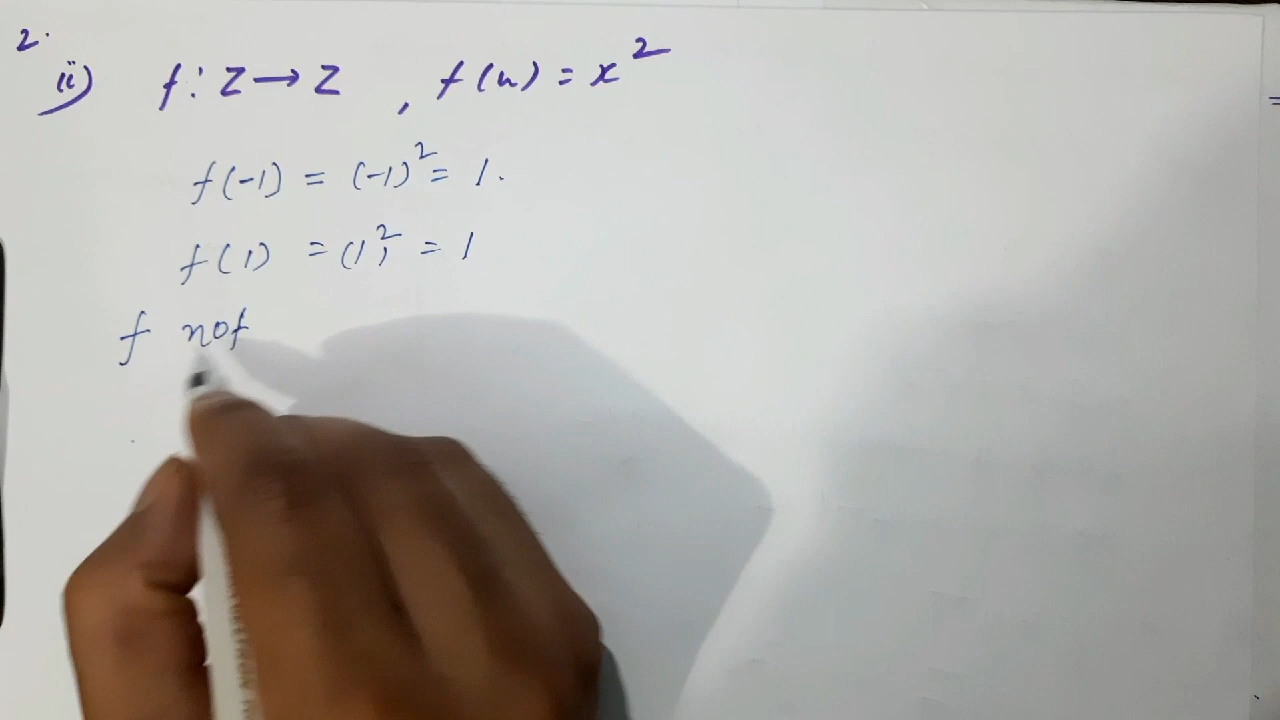 2.
(ii) f : Z → Z , f(x) = x²
f(-1) = (-1)² = 1.
f(1) = (1)² = 1
f not